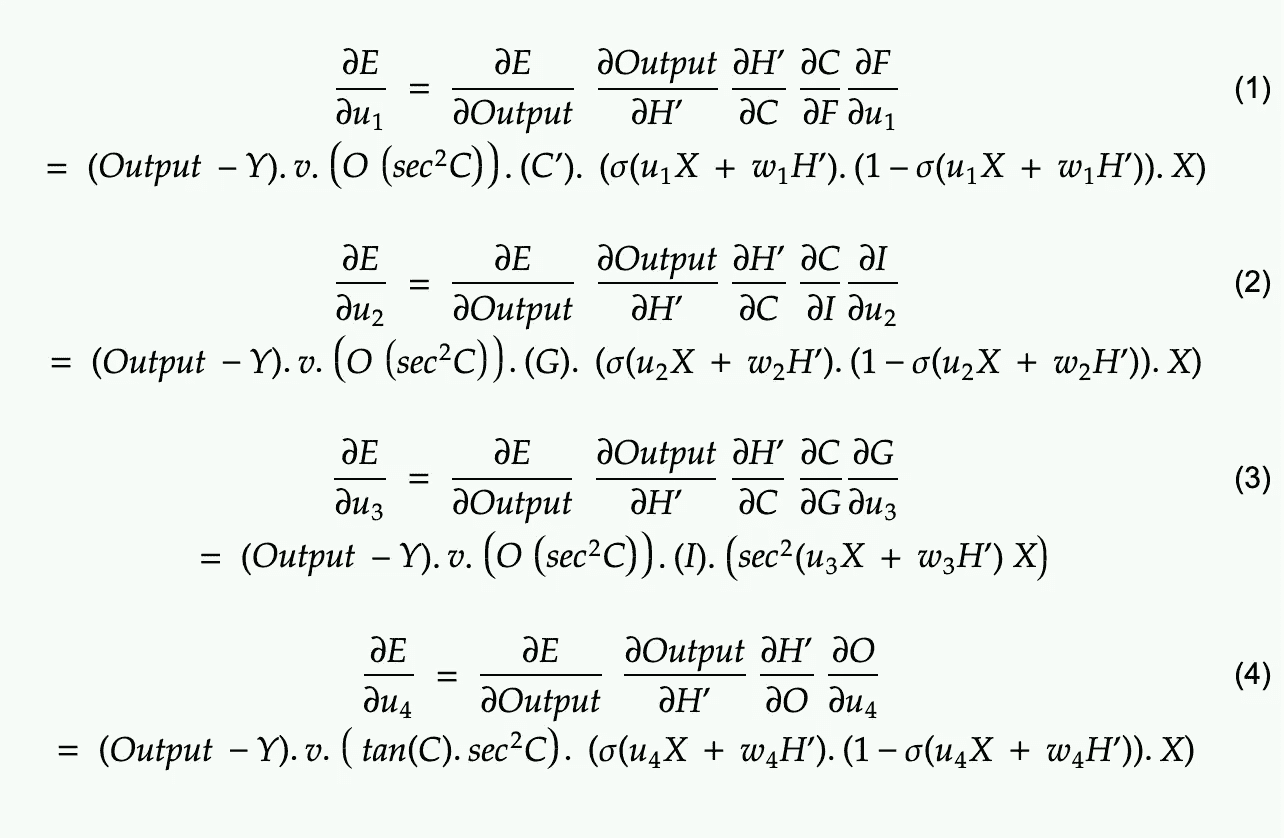 ∂E/∂u₁ = ∂E/∂Output ∂Output/∂H′ ∂H′/∂C ∂C/∂F ∂F/∂u₁ (1)
= (Output − Y). v. (O (sec²C)). (C′). (σ(u₁X + w₁H′). (1 − σ(u₁X + w₁H′)). X)
∂E/∂u₂ = ∂E/∂Output ∂Output/∂H′ ∂H′/∂C ∂C/∂I ∂I/∂u₂ (2)
= (Output − Y). v. (O (sec²C)). (G). (σ(u₂X + w₂H′). (1 − σ(u₂X + w₂H′)). X)
∂E/∂u₃ = ∂E/∂Output ∂Output/∂H′ ∂H′/∂C ∂C/∂G ∂G/∂u₃ (3)
= (Output − Y). v. (O (sec²C)). (I). (sec²(u₃X + w₃H′) X)
∂E/∂u₄ = ∂E/∂Output ∂Output/∂H′ ∂H′/∂O ∂O/∂u₄ (4)
= (Output − Y). v. ( tan(C). sec²C). (σ(u₄X + w₄H′). (1 − σ(u₄X + w₄H′)). X)